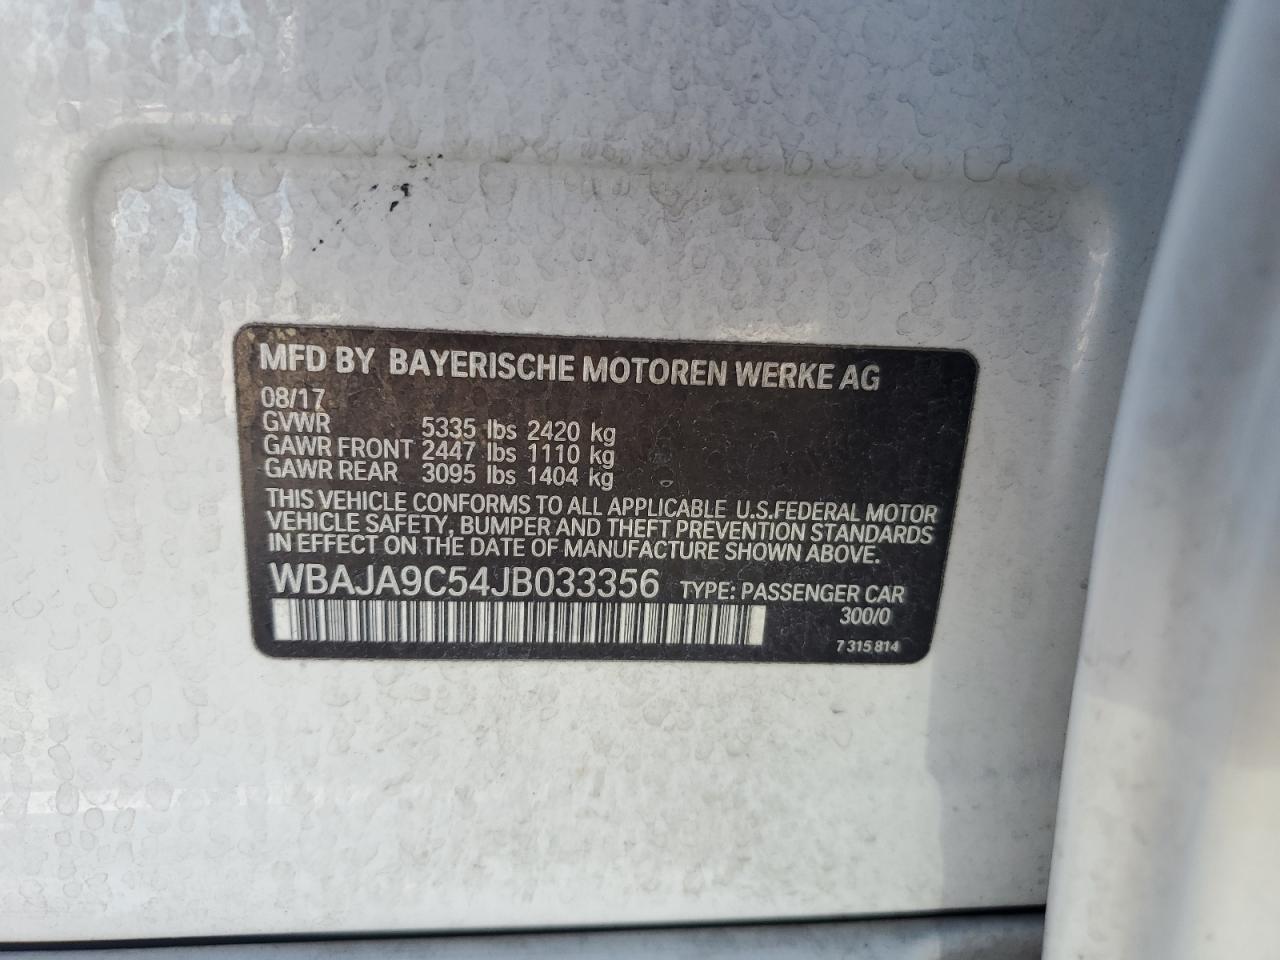 MFD BY BAYERISCHE MOTOREN WERKE AG
08/17
GVWR 5335 lbs 2420 kg
GAWR FRONT 2447 lbs 1110 kg
GAWR REAR 3095 lbs 1404 kg
THIS VEHICLE CONFORMS TO ALL APPLICABLE U.S.FEDERAL MOTOR
VEHICLE SAFETY, BUMPER AND THEFT PREVENTION STANDARDS
IN EFFECT ON THE DATE OF MANUFACTURE SHOWN ABOVE.
WBAJA9C54JB033356 TYPE: PASSENGER CAR
300/0
7 315 814